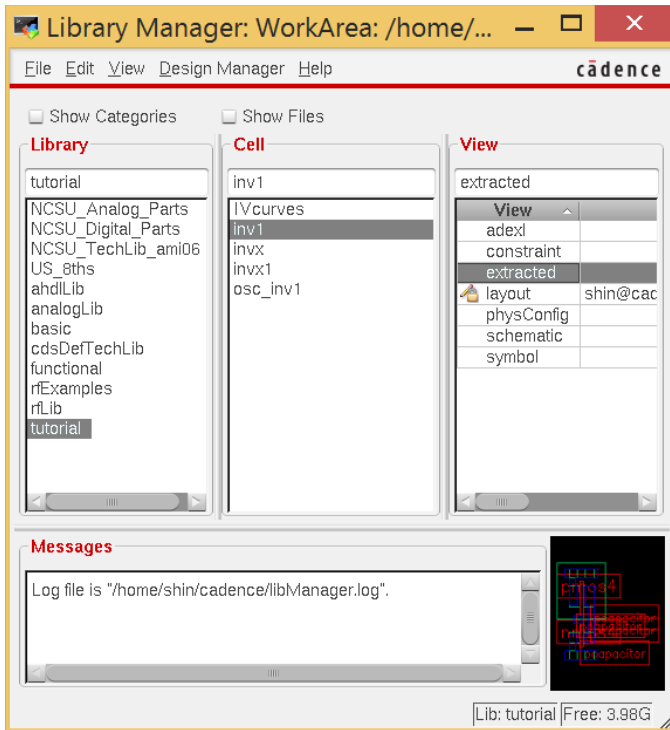 Library Manager: WorkArea: /home/...
File Edit View Design Manager Help
cādence
Show Categories Show Files
Library
tutorial
NCSU_Analog_Parts
NCSU_Digital_Parts
NCSU_TechLib_ami06
US_8ths
ahdlLib
analogLib
basic
cdsDefTechLib
functional
rfExamples
rfLib
tutorial
Cell
inv1
IVcurves
inv1
invx
invx1
osc_inv1
View
extracted
View
adexl
constraint
extracted
layout shin@cad
physConfig
schematic
symbol
Messages
Log file is "/home/shin/cadence/libManager.log".
pmos4
pcapacitor
Lib: tutorial Free: 3.98G